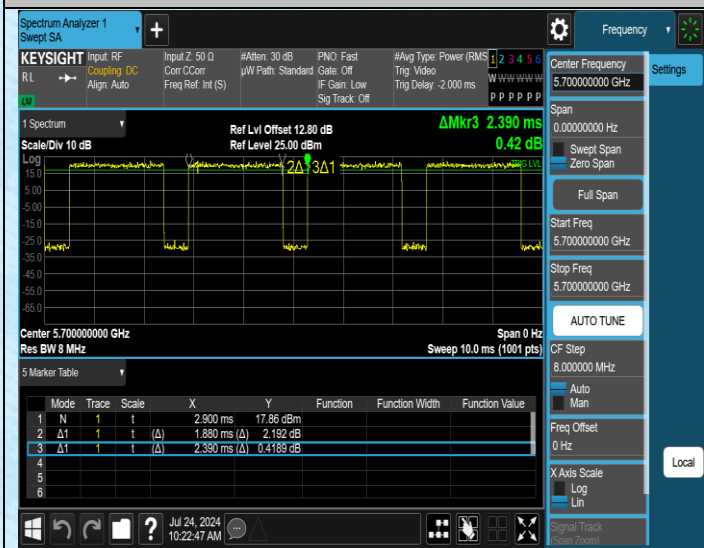 Spectrum Analyzer 1
Swept SA
+
Frequency
KEYSIGHT
RL
LXI
Input: RF
Coupling: DC
Align: Auto
Input Z: 50 Ω
Corr CCorr
Freq Ref: Int (S)
#Atten: 30 dB
µW Path: Standard
PNO: Fast
Gate: Off
IF Gain: Low
Sig Track: Off
#Avg Type: Power (RMS
Trig: Video
Trig Delay: -2.000 ms
1 2 3 4 5 6
W W W W W W
P P P P P P
1 Spectrum
Scale/Div 10 dB
Ref Lvl Offset 12.80 dB
Ref Level 25.00 dBm
ΔMkr3 2.390 ms
0.42 dB
Log
15.0
5.00
-5.00
-15.0
-25.0
-35.0
-45.0
-55.0
-65.0
1
2Δ1
3Δ1
TRIG LVL
Center 5.700000000 GHz
Res BW 8 MHz
Span 0 Hz
Sweep 10.0 ms (1001 pts)
5 Marker Table
Mode Trace Scale X Y Function Function Width Function Value
1 N 1 t 2.900 ms 17.86 dBm
2 Δ1 1 t (Δ) 1.880 ms (Δ) 2.192 dB
3 Δ1 1 t (Δ) 2.390 ms (Δ) 0.4189 dB
4
5
6
?
Jul 24, 2024
10:22:47 AM
Center Frequency
5.700000000 GHz
Span
0.00000000 Hz
Swept Span
Zero Span
Full Span
Start Freq
5.700000000 GHz
Stop Freq
5.700000000 GHz
AUTO TUNE
CF Step
8.000000 MHz
Auto
Man
Freq Offset
0 Hz
X Axis Scale
Log
Lin
Signal Track
(Span Zoom)
Settings
Local